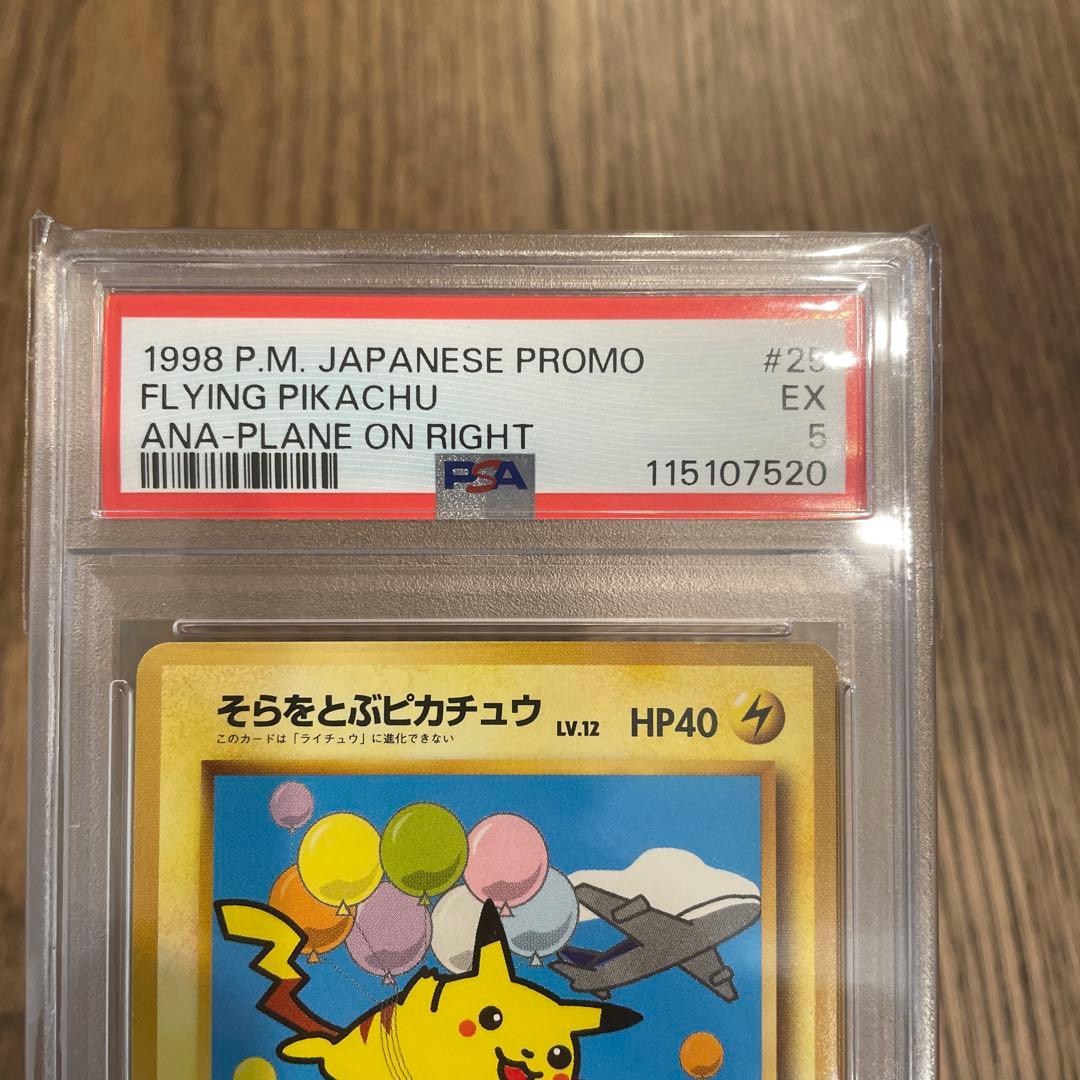 1998 P.M. JAPANESE PROMO #25
FLYING PIKACHU EX
ANA-PLANE ON RIGHT 5
PSA 115107520
そらをとぶピカチュウ LV.12 HP40
このカードは「ライチュウ」に進化できない